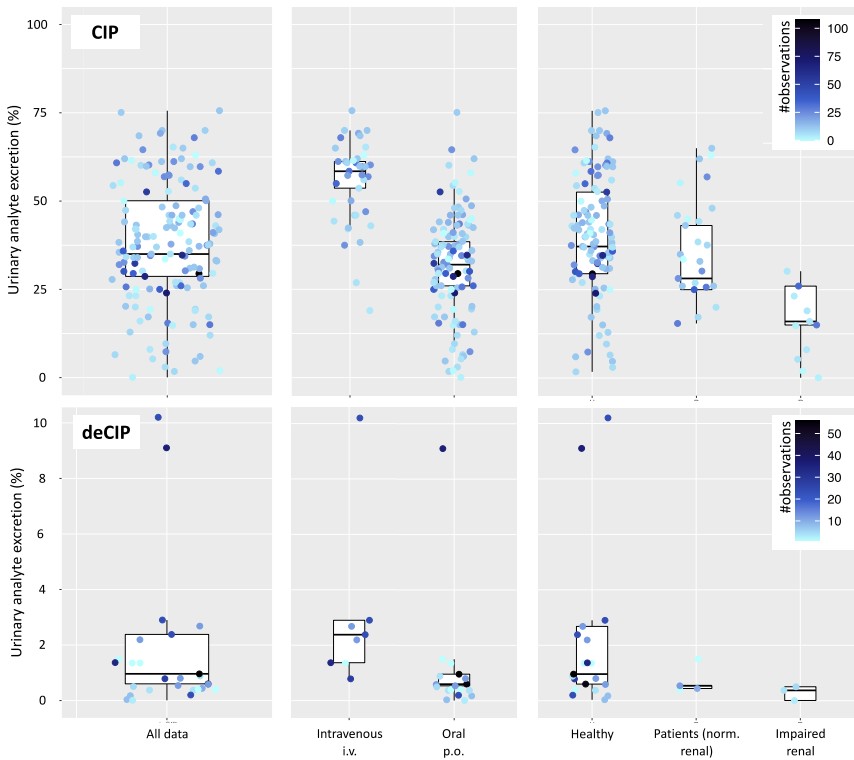 CIP
Urinary analyte excretion (%)
100
75
50
25
0
#observations
100
75
50
25
0
deCIP
Urinary analyte excretion (%)
10
8
6
4
2
0
#observations
50
40
30
20
10
All data
Intravenous
i.v.
Oral
p.o.
Healthy
Patients (norm.
renal)
Impaired
renal